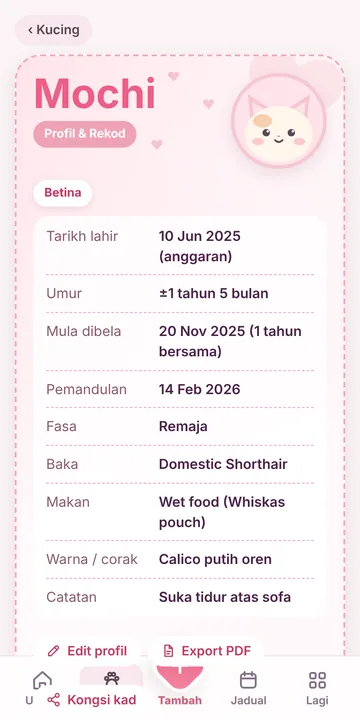 ‹ Kucing
Mochi
Profil & Rekod
Betina
Tarikh lahir 10 Jun 2025
(anggaran)
Umur ±1 tahun 5 bulan
Mula dibela 20 Nov 2025 (1 tahun
bersama)
Pemandulan 14 Feb 2026
Fasa Remaja
Baka Domestic Shorthair
Makan Wet food (Whiskas
pouch)
Warna / corak Calico putih oren
Catatan Suka tidur atas sofa
Edit profil Export PDF
Kongsi kad Tambah Jadual Lagi